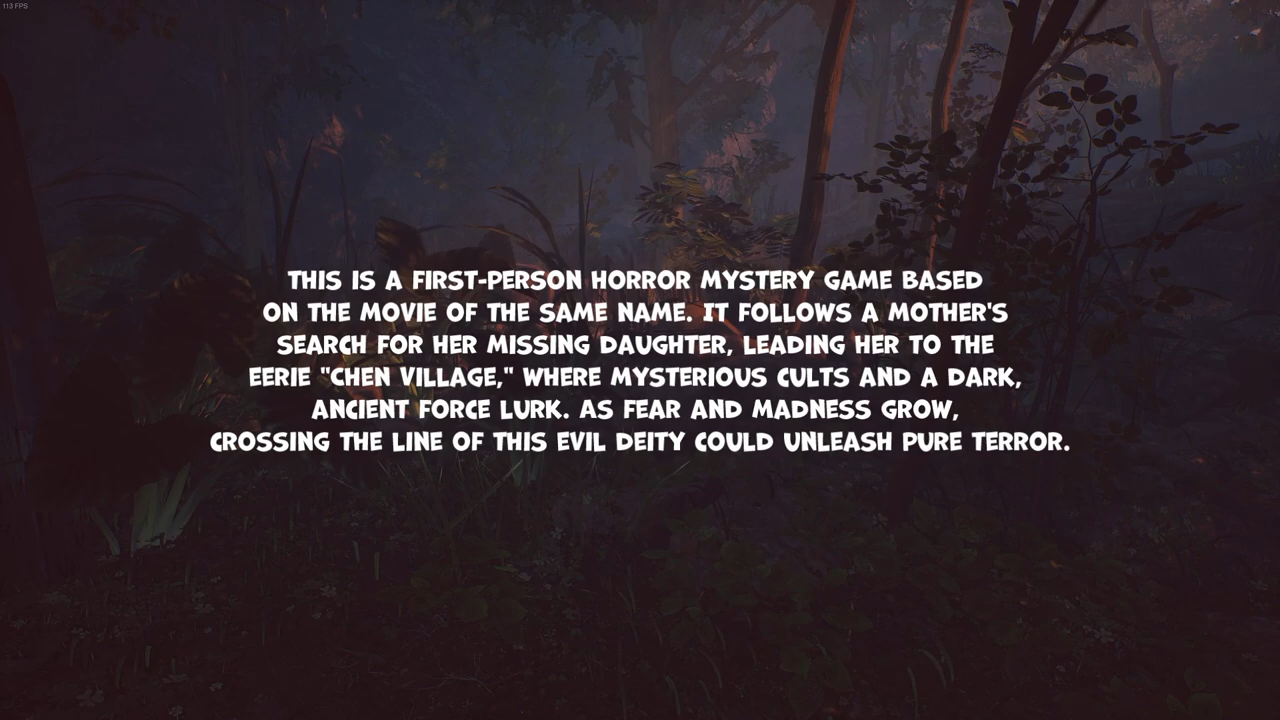 113 FPS
THIS IS A FIRST-PERSON HORROR MYSTERY GAME BASED
ON THE MOVIE OF THE SAME NAME. IT FOLLOWS A MOTHER'S
SEARCH FOR HER MISSING DAUGHTER, LEADING HER TO THE
EERIE "CHEN VILLAGE," WHERE MYSTERIOUS CULTS AND A DARK,
ANCIENT FORCE LURK. AS FEAR AND MADNESS GROW,
CROSSING THE LINE OF THIS EVIL DEITY COULD UNLEASH PURE TERROR.